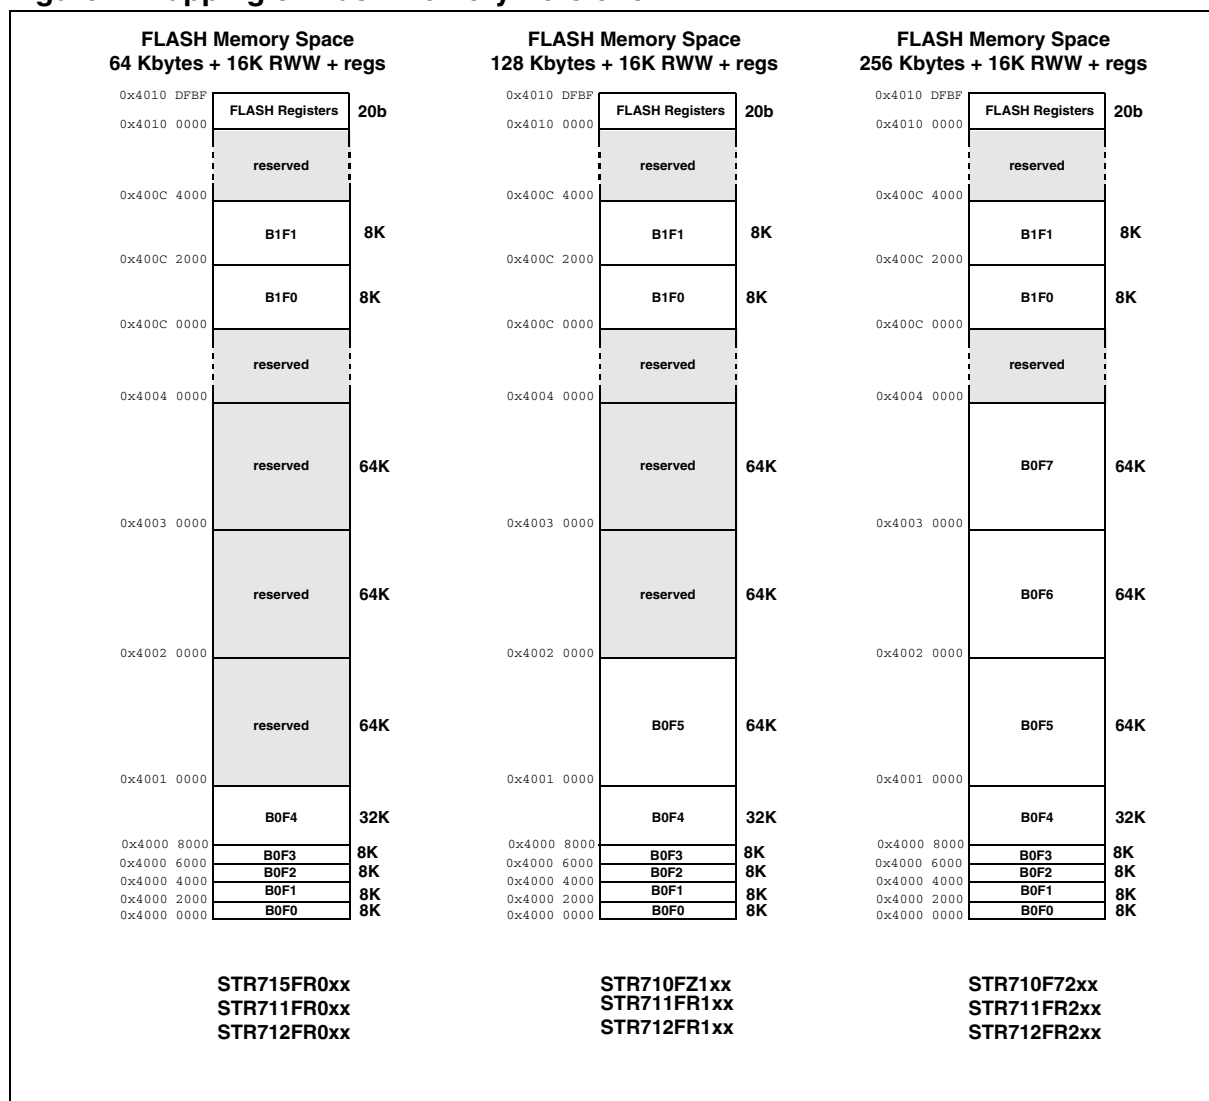 FLASH Memory Space
64 Kbytes + 16K RWW + regs
0x4010 DFBF
FLASH Registers 20b
0x4010 0000
reserved
0x400C 4000
B1F1 8K
0x400C 2000
B1F0 8K
0x400C 0000
reserved
0x4004 0000
reserved 64K
0x4003 0000
reserved 64K
0x4002 0000
reserved 64K
0x4001 0000
B0F4 32K
0x4000 8000
B0F3 8K
0x4000 6000
B0F2 8K
0x4000 4000
B0F1 8K
0x4000 2000
B0F0 8K
0x4000 0000
STR715FR0xx
STR711FR0xx
STR712FR0xx
FLASH Memory Space
128 Kbytes + 16K RWW + regs
0x4010 DFBF
FLASH Registers 20b
0x4010 0000
reserved
0x400C 4000
B1F1 8K
0x400C 2000
B1F0 8K
0x400C 0000
reserved
0x4004 0000
reserved 64K
0x4003 0000
reserved 64K
0x4002 0000
B0F5 64K
0x4001 0000
B0F4 32K
0x4000 8000
B0F3 8K
0x4000 6000
B0F2 8K
0x4000 4000
B0F1 8K
0x4000 2000
B0F0 8K
0x4000 0000
STR710FZ1xx
STR711FR1xx
STR712FR1xx
FLASH Memory Space
256 Kbytes + 16K RWW + regs
0x4010 DFBF
FLASH Registers 20b
0x4010 0000
reserved
0x400C 4000
B1F1 8K
0x400C 2000
B1F0 8K
0x400C 0000
reserved
0x4004 0000
B0F7 64K
0x4003 0000
B0F6 64K
0x4002 0000
B0F5 64K
0x4001 0000
B0F4 32K
0x4000 8000
B0F3 8K
0x4000 6000
B0F2 8K
0x4000 4000
B0F1 8K
0x4000 2000
B0F0 8K
0x4000 0000
STR710F72xx
STR711FR2xx
STR712FR2xx